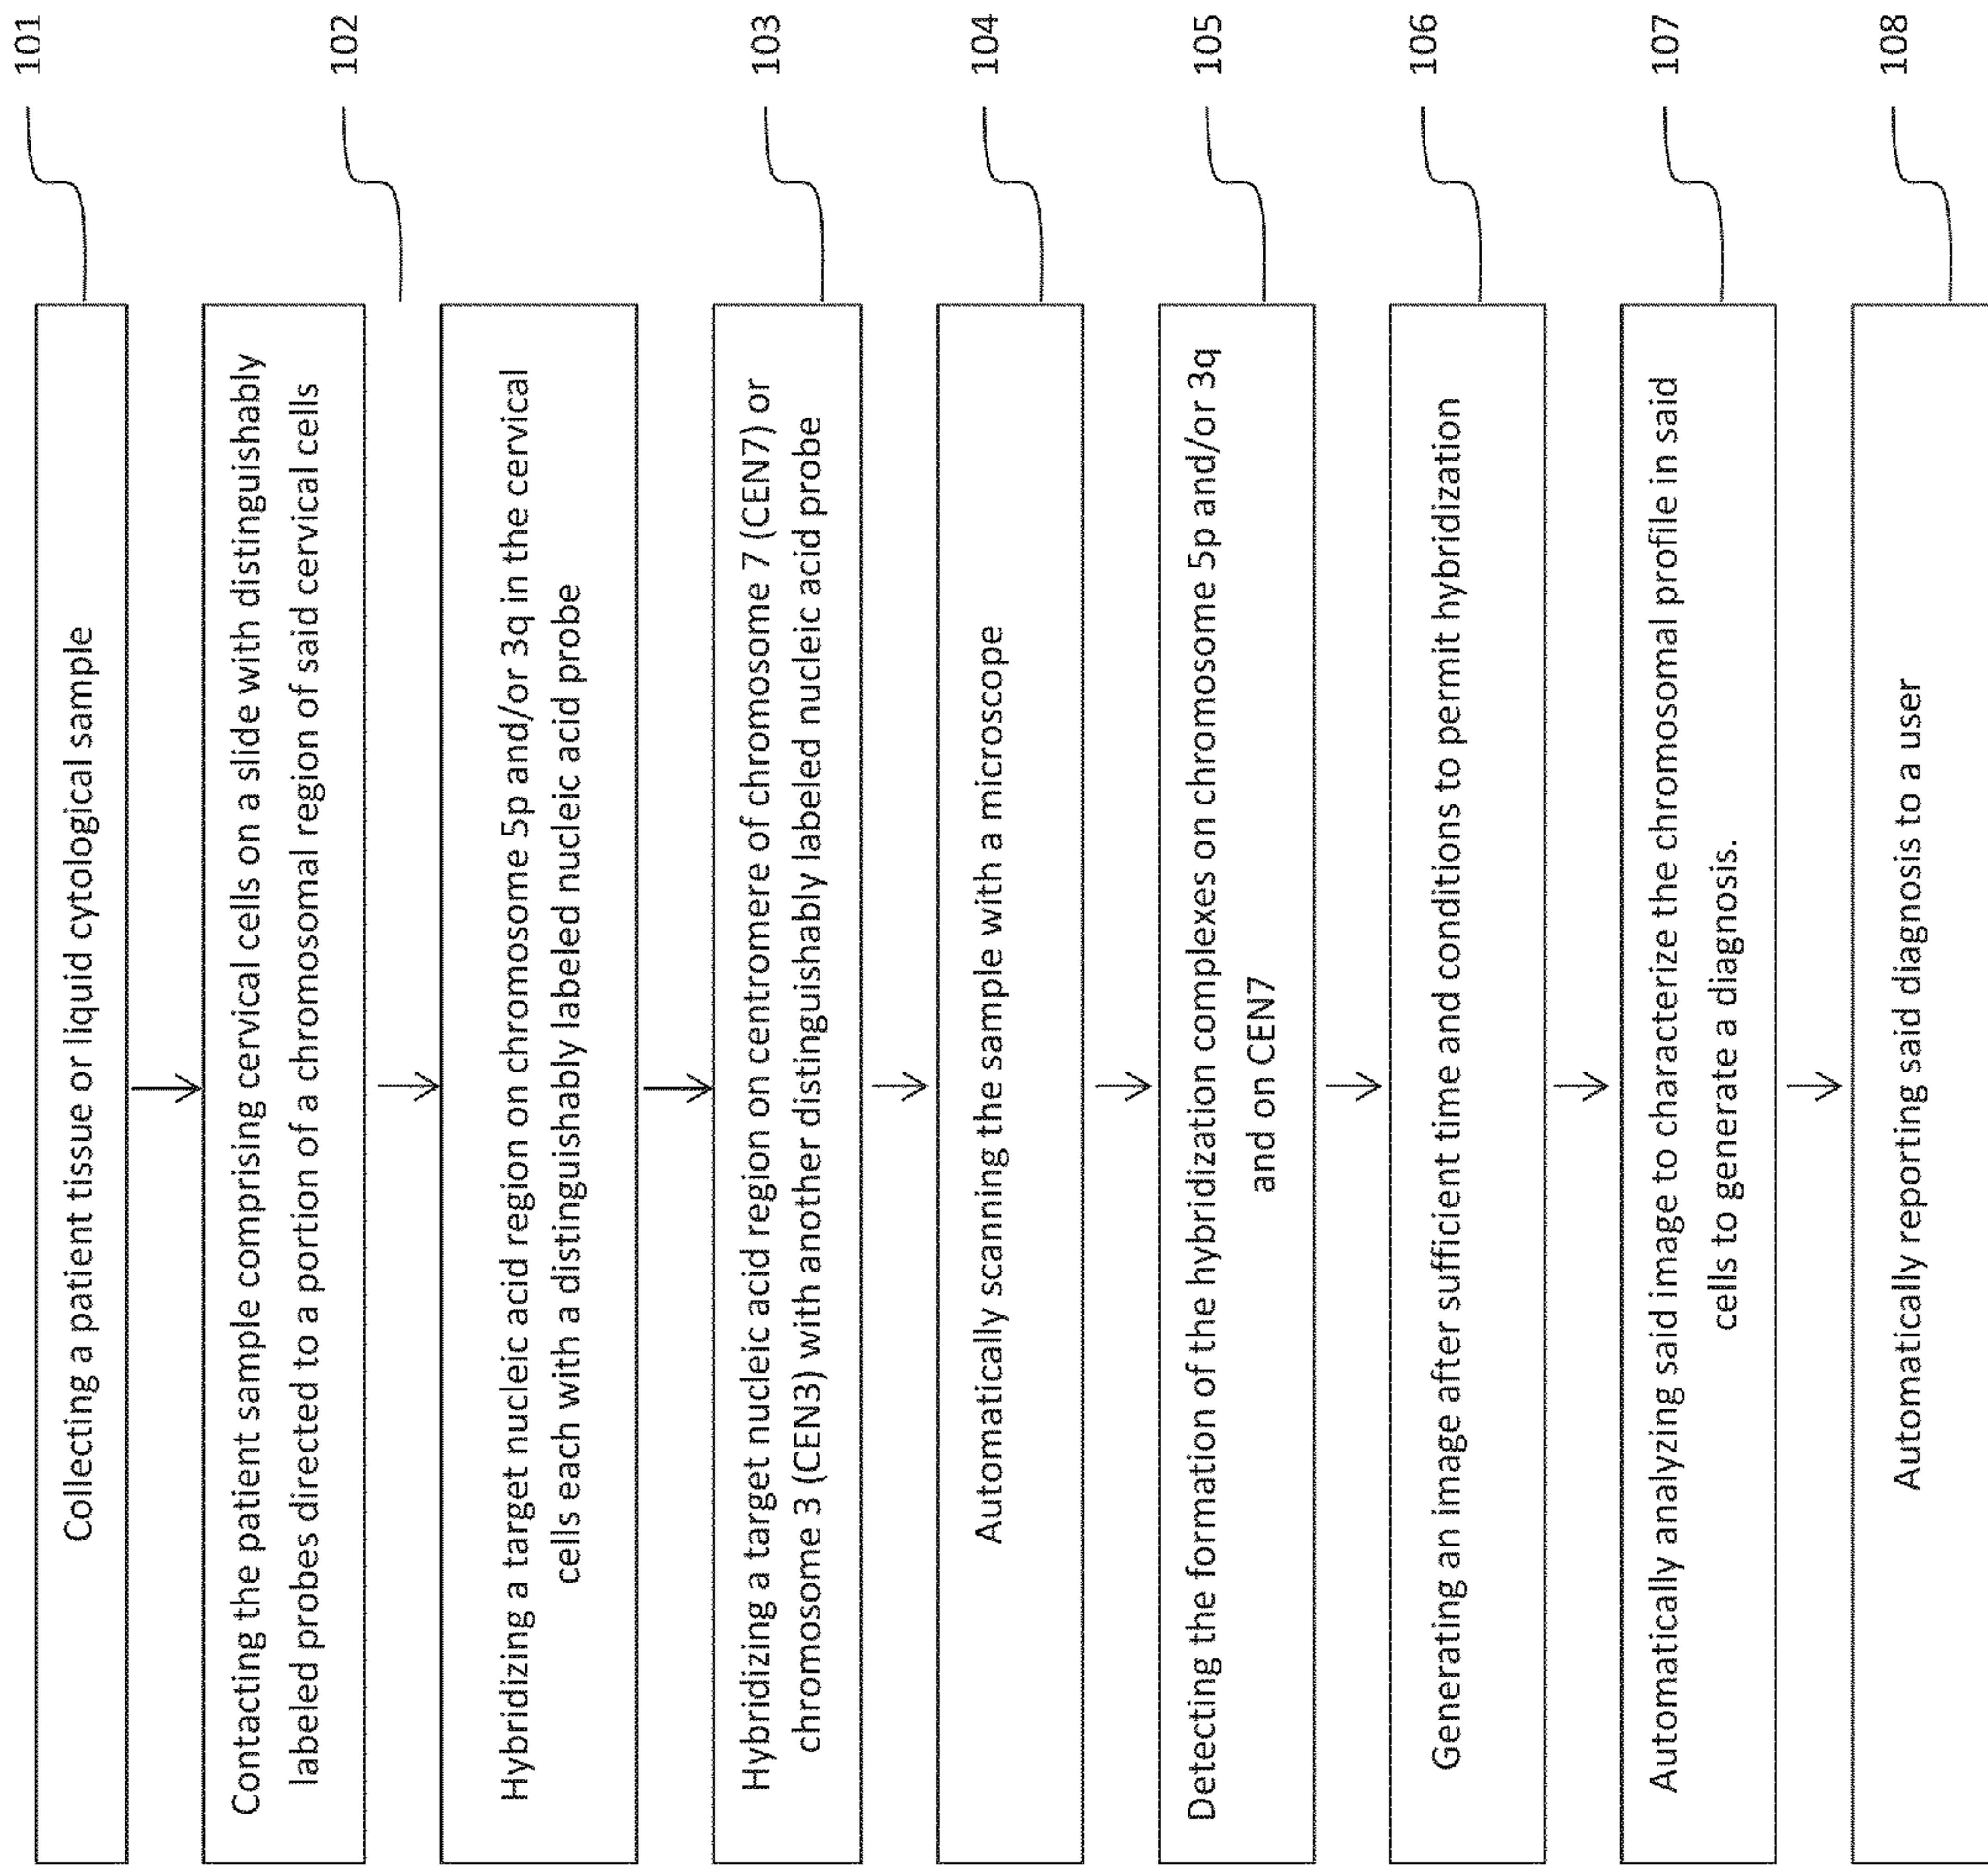 101
Collecting a patient tissue or liquid cytological sample
102
Contacting the patient sample comprising cervical cells on a slide with distinguishably
labeled probes directed to a portion of a chromosomal region of said cervical cells
Hybridizing a target nucleic acid region on chromosome 5p and/or 3q in the cervical
cells each with a distinguishably labeled nucleic acid probe
103
Hybridizing a target nucleic acid region on centromere of chromosome 7 (CEN7) or
chromosome 3 (CEN3) with another distinguishably labeled nucleic acid probe
104
Automatically scanning the sample with a microscope
105
Detecting the formation of the hybridization complexes on chromosome 5p and/or 3q
and on CEN7
106
Generating an image after sufficient time and conditions to permit hybridization
107
Automatically analyzing said image to characterize the chromosomal profile in said
cells to generate a diagnosis.
108
Automatically reporting said diagnosis to a user